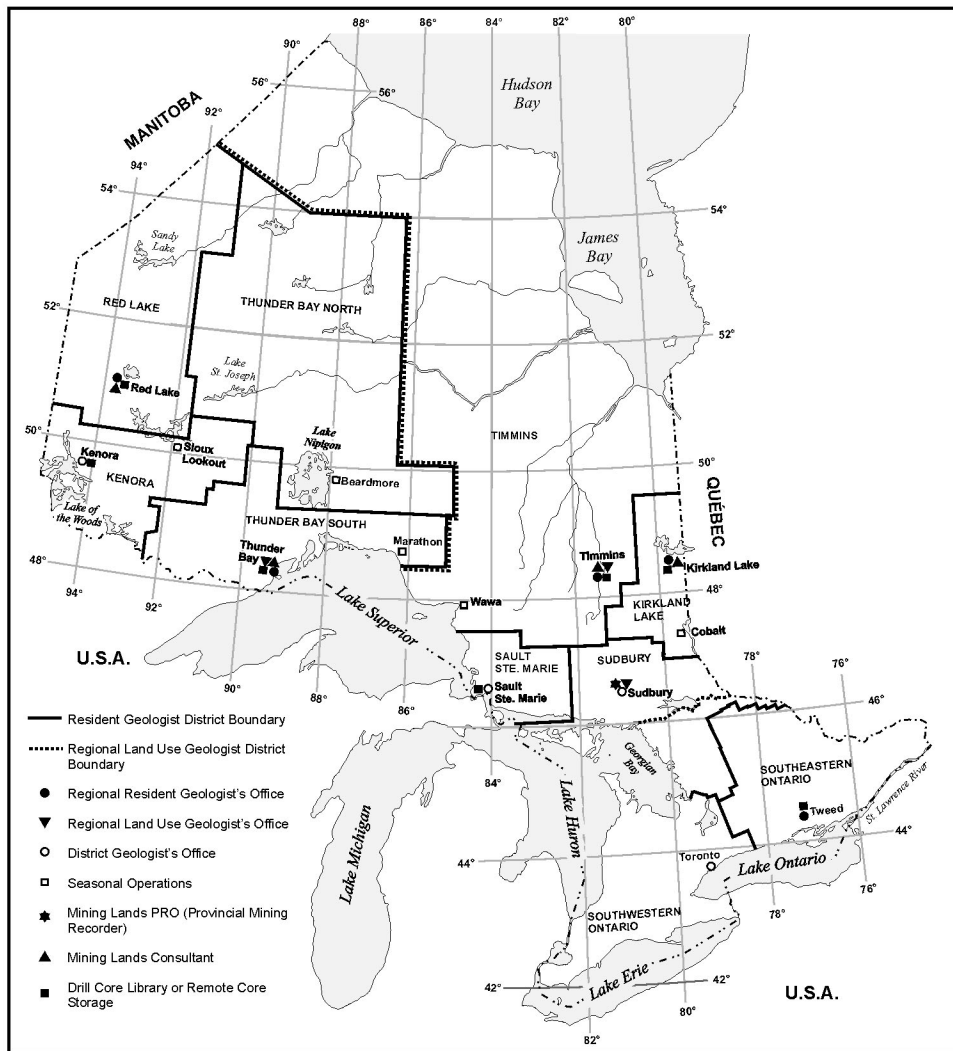 88°
86°
84°
82°
80°
90°
56°
Hudson
Bay
56°
92°
MANITOBA
94°
54°
54°
Sandy
Lake
James
Bay
RED LAKE
THUNDER BAY NORTH
52°
52°
Lake
St. Joseph
Red Lake
TIMMINS
50°
Lake
Nipigon
Sioux
Lookout
50°
Kenora
KENORA
Beardmore
QUÉBEC
Lake of
the Woods
THUNDER BAY SOUTH
Marathon
48°
Thunder
Bay
Timmins
Kirkland Lake
94°
92°
Lake Superior
Wawa
48°
KIRKLAND
LAKE
Cobalt
U.S.A.
SAULT
STE. MARIE
SUDBURY
78°
76°
90°
88°
86°
Sault
Ste. Marie
Sudbury
46°
Resident Geologist District Boundary
Regional Land Use Geologist District
Boundary
Regional Resident Geologist's Office
Regional Land Use Geologist's Office
District Geologist's Office
Seasonal Operations
Mining Lands PRO (Provincial Mining
Recorder)
Mining Lands Consultant
Drill Core Library or Remote Core
Storage
84°
Georgian
Bay
Lake Michigan
Lake Huron
SOUTHEASTERN
ONTARIO
Tweed
St. Lawrence River
44°
44°
Toronto
Lake Ontario
78°
76°
SOUTHWESTERN
ONTARIO
42°
Lake Erie
42°
82°
80°
U.S.A.